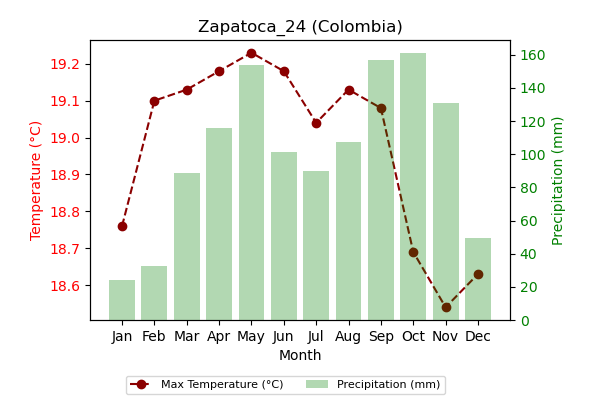 Zapatoca_24 (Colombia)
19.2
19.1
19.0
18.9
18.8
18.7
18.6
Temperature (°C)
160
140
120
100
80
60
40
20
0
Precipitation (mm)
Jan Feb Mar Apr May Jun Jul Aug Sep Oct Nov Dec
Month
Max Temperature (°C) Precipitation (mm)